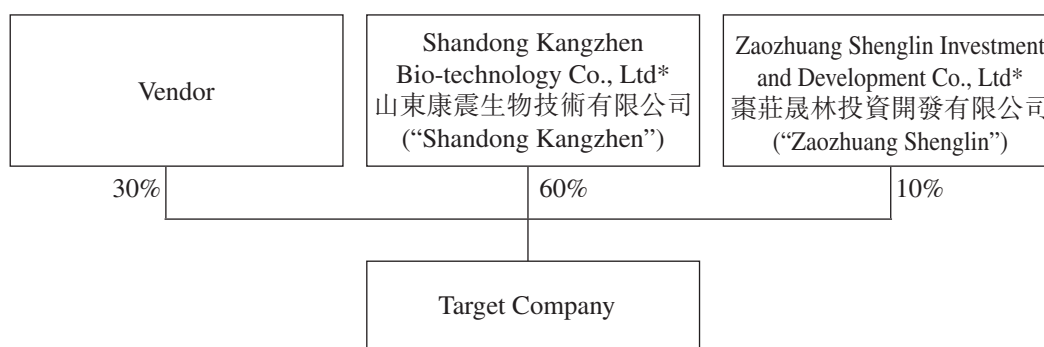 Vendor
Shandong Kangzhen
Bio-technology Co., Ltd*
山東康震生物技術有限公司
(“Shandong Kangzhen”)
Zaozhuang Shenglin Investment
and Development Co., Ltd*
棗莊晟林投資開發有限公司
(“Zaozhuang Shenglin”)
30%
60%
10%
Target Company